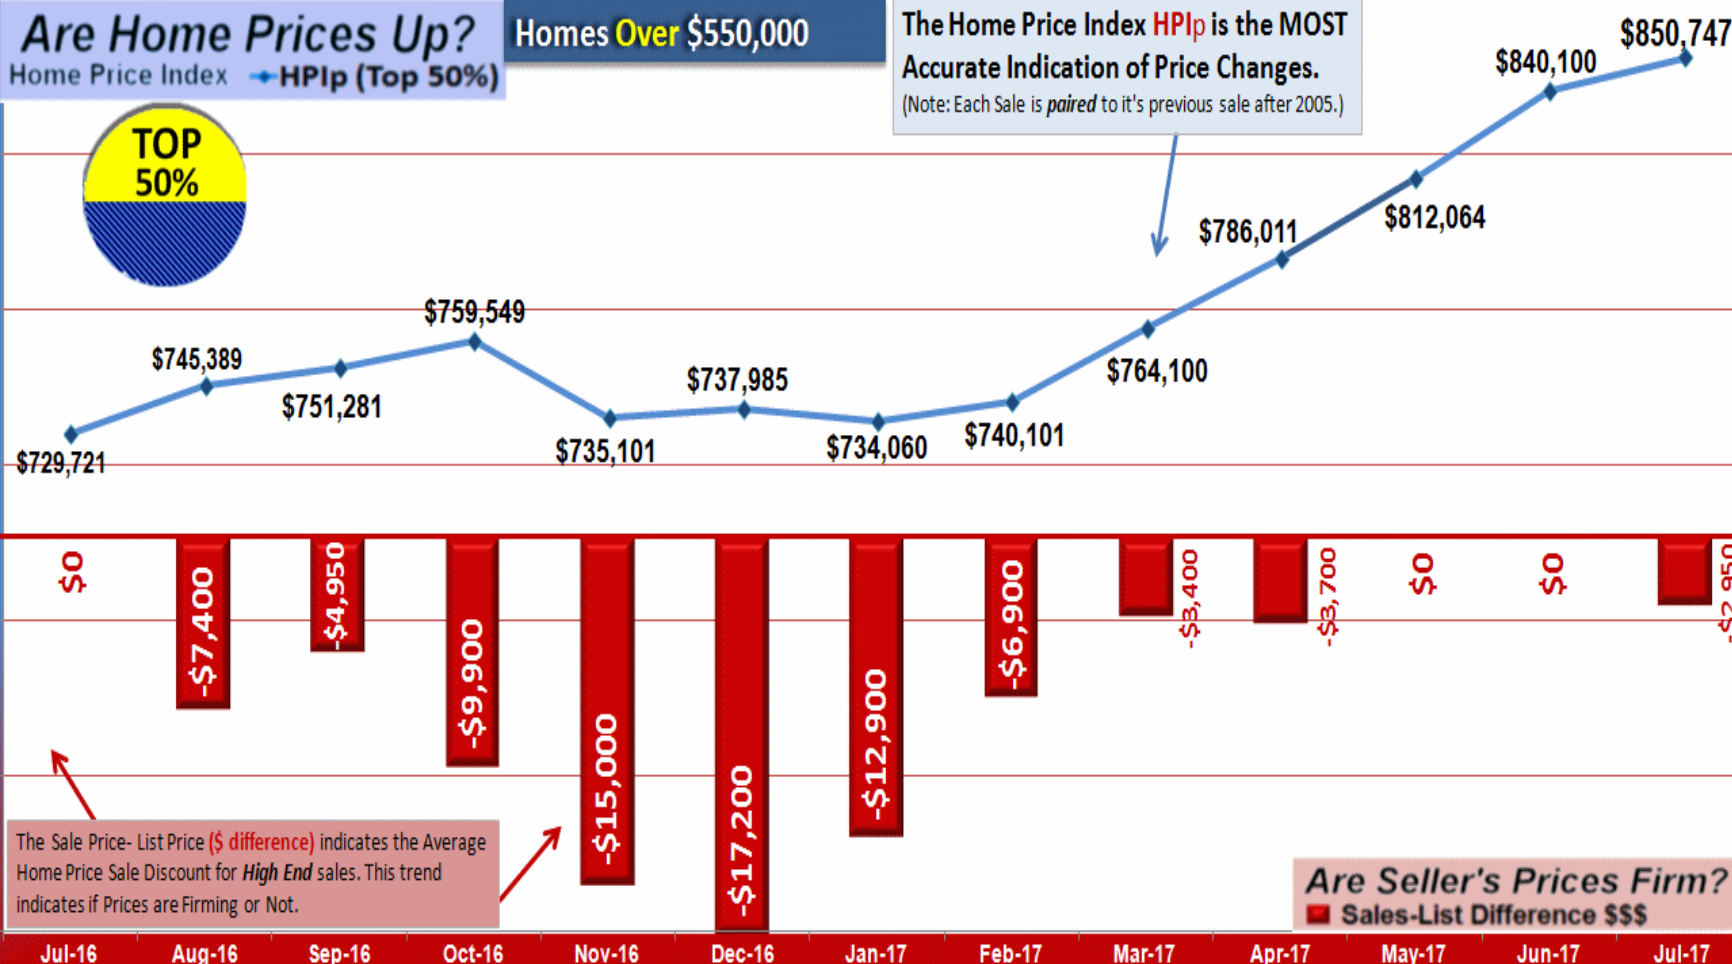 Are Home Prices Up?
Home Price Index HPIp (Top 50%)
Homes Over $550,000
The Home Price Index HPIp is the MOST
Accurate Indication of Price Changes.
(Note: Each Sale is paired to it's previous sale after 2005.)
TOP
50%
$729,721
$745,389
$751,281
$759,549
$735,101
$737,985
$734,060
$740,101
$764,100
$786,011
$812,064
$840,100
$850,747
$0
-$7,400
-$4,950
-$9,900
-$15,000
-$17,200
-$12,900
-$6,900
-$3,400
-$3,700
$0
$0
-$2,950
The Sale Price- List Price ($ difference) indicates the Average
Home Price Sale Discount for High End sales. This trend
indicates if Prices are Firming or Not.
Are Seller's Prices Firm?
Sales-List Difference $$$
Jul-16 Aug-16 Sep-16 Oct-16 Nov-16 Dec-16 Jan-17 Feb-17 Mar-17 Apr-17 May-17 Jun-17 Jul-17